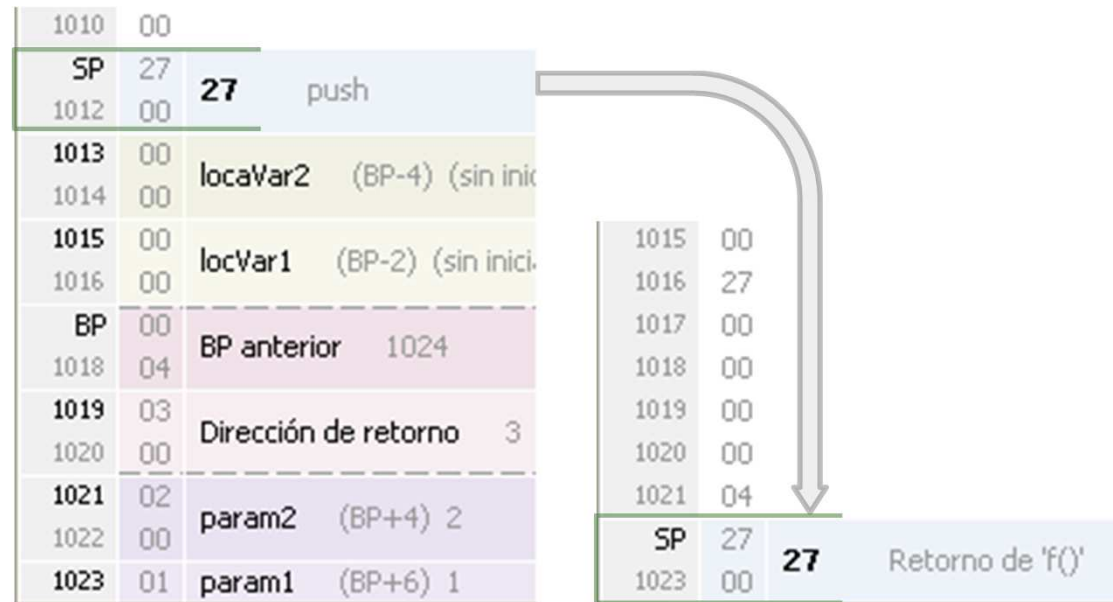 1010 00
SP 27
27 push
1012 00
1013 00
locaVar2 (BP-4) (sin
1014 00
1015 00
locVar1 (BP-2) (sin
1016 00
BP 00
BP anterior 1024
1018 04
1019 03
Dirección de retorno 3
1020 00
1021 02
param2 (BP+4) 2
1022 00
1023 01 param1 (BP+6) 1
1015 00
1016 27
1017 00
1018 00
1019 00
1020 00
1021 04
SP 27
27 Retorno de 'f()'
1023 00